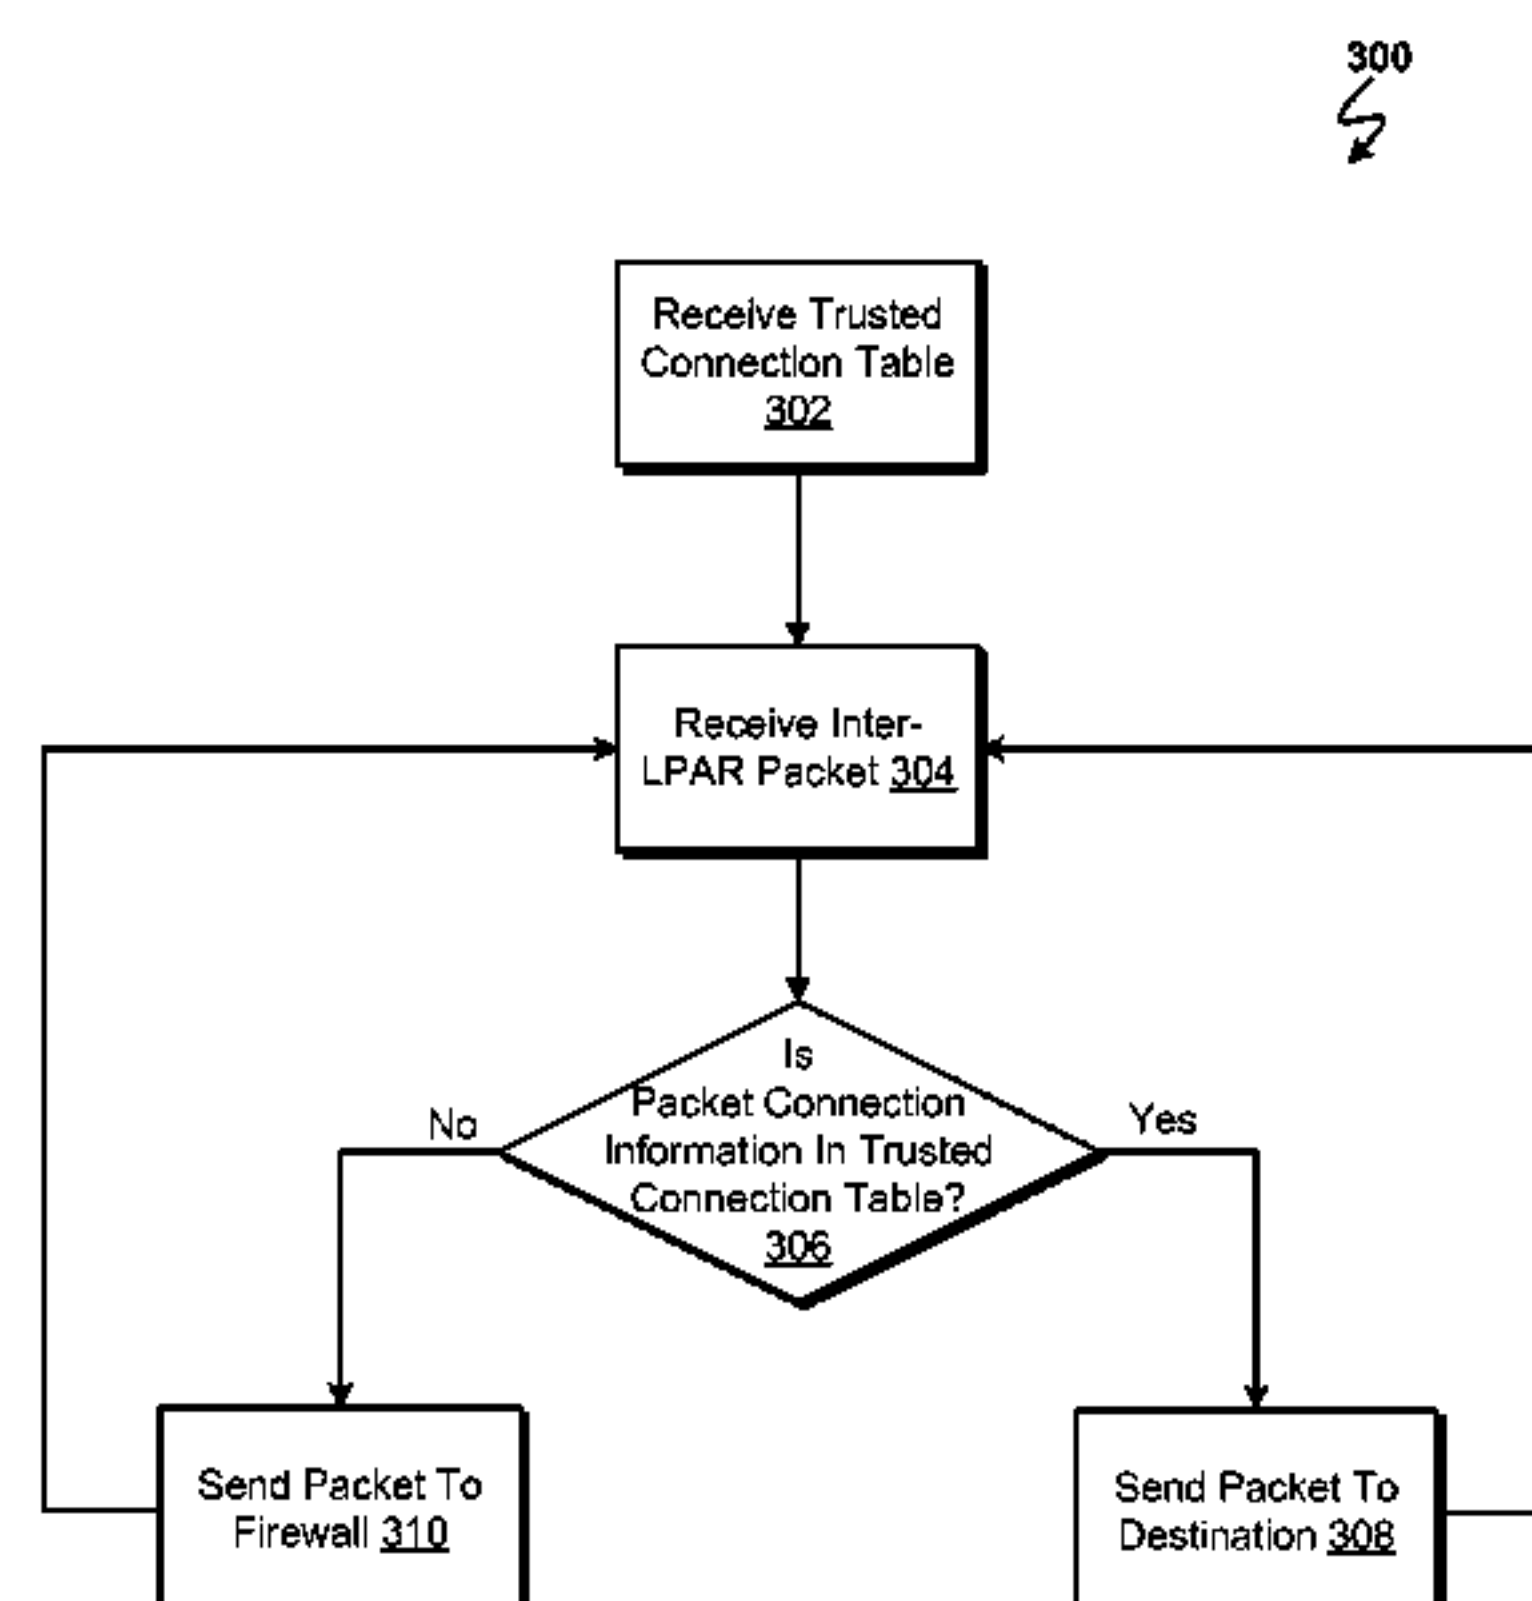 300
Receive Trusted
Connection Table
302
Receive Inter-
LPAR Packet 304
Is
Packet Connection
Information In Trusted
Connection Table?
306
No
Yes
Send Packet To
Firewall 310
Send Packet To
Destination 308